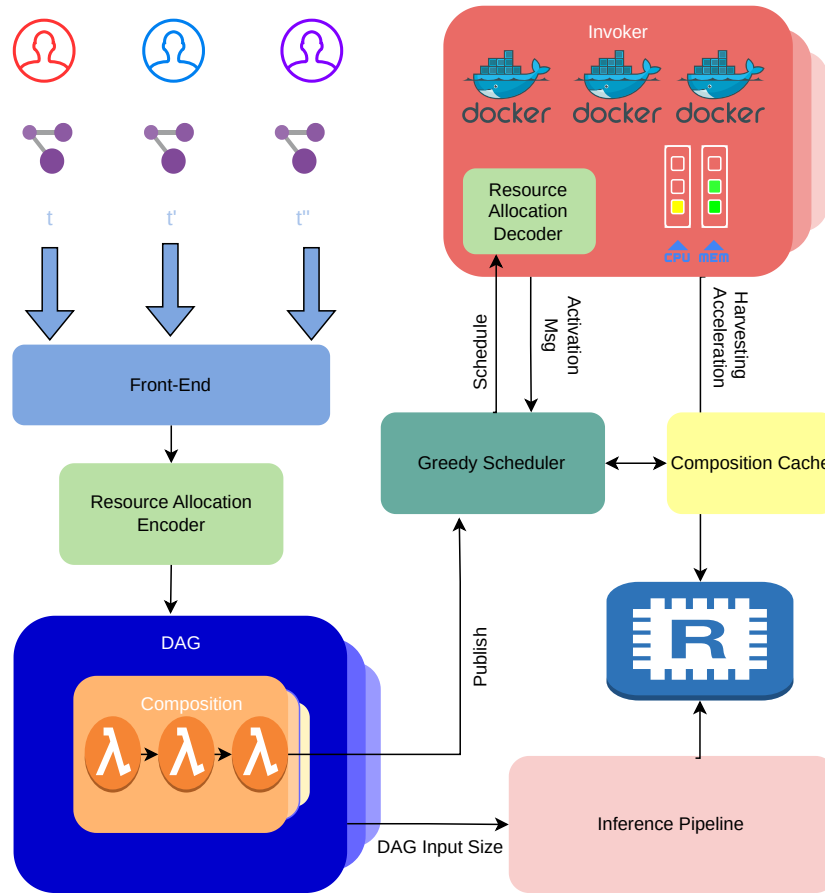 Invoker
docker
docker
docker
Resource
Allocation
Decoder
CPU
MEM
t
t'
t"
Schedule
Activation
Msg
Harvesting
Acceleration
Front-End
Greedy Scheduler
Composition Cache
Resource Allocation
Encoder
DAG
Composition
λ
λ
λ
Publish
R
DAG Input Size
Inference Pipeline